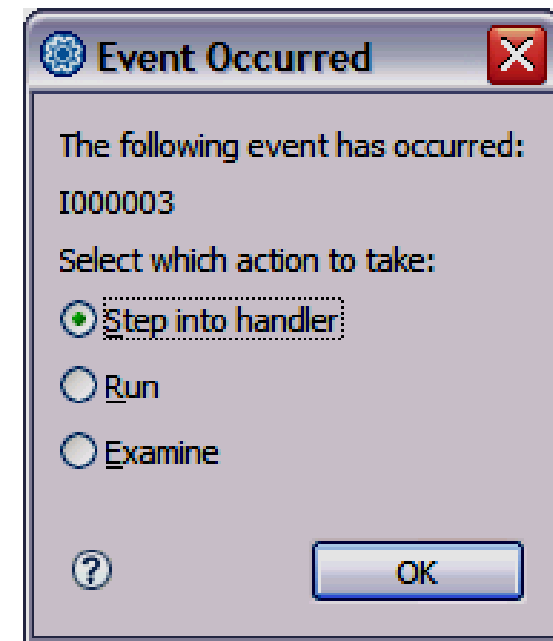 Event Occurred
The following event has occurred:
I000003
Select which action to take:
Step into handler
Run
Examine
?
OK